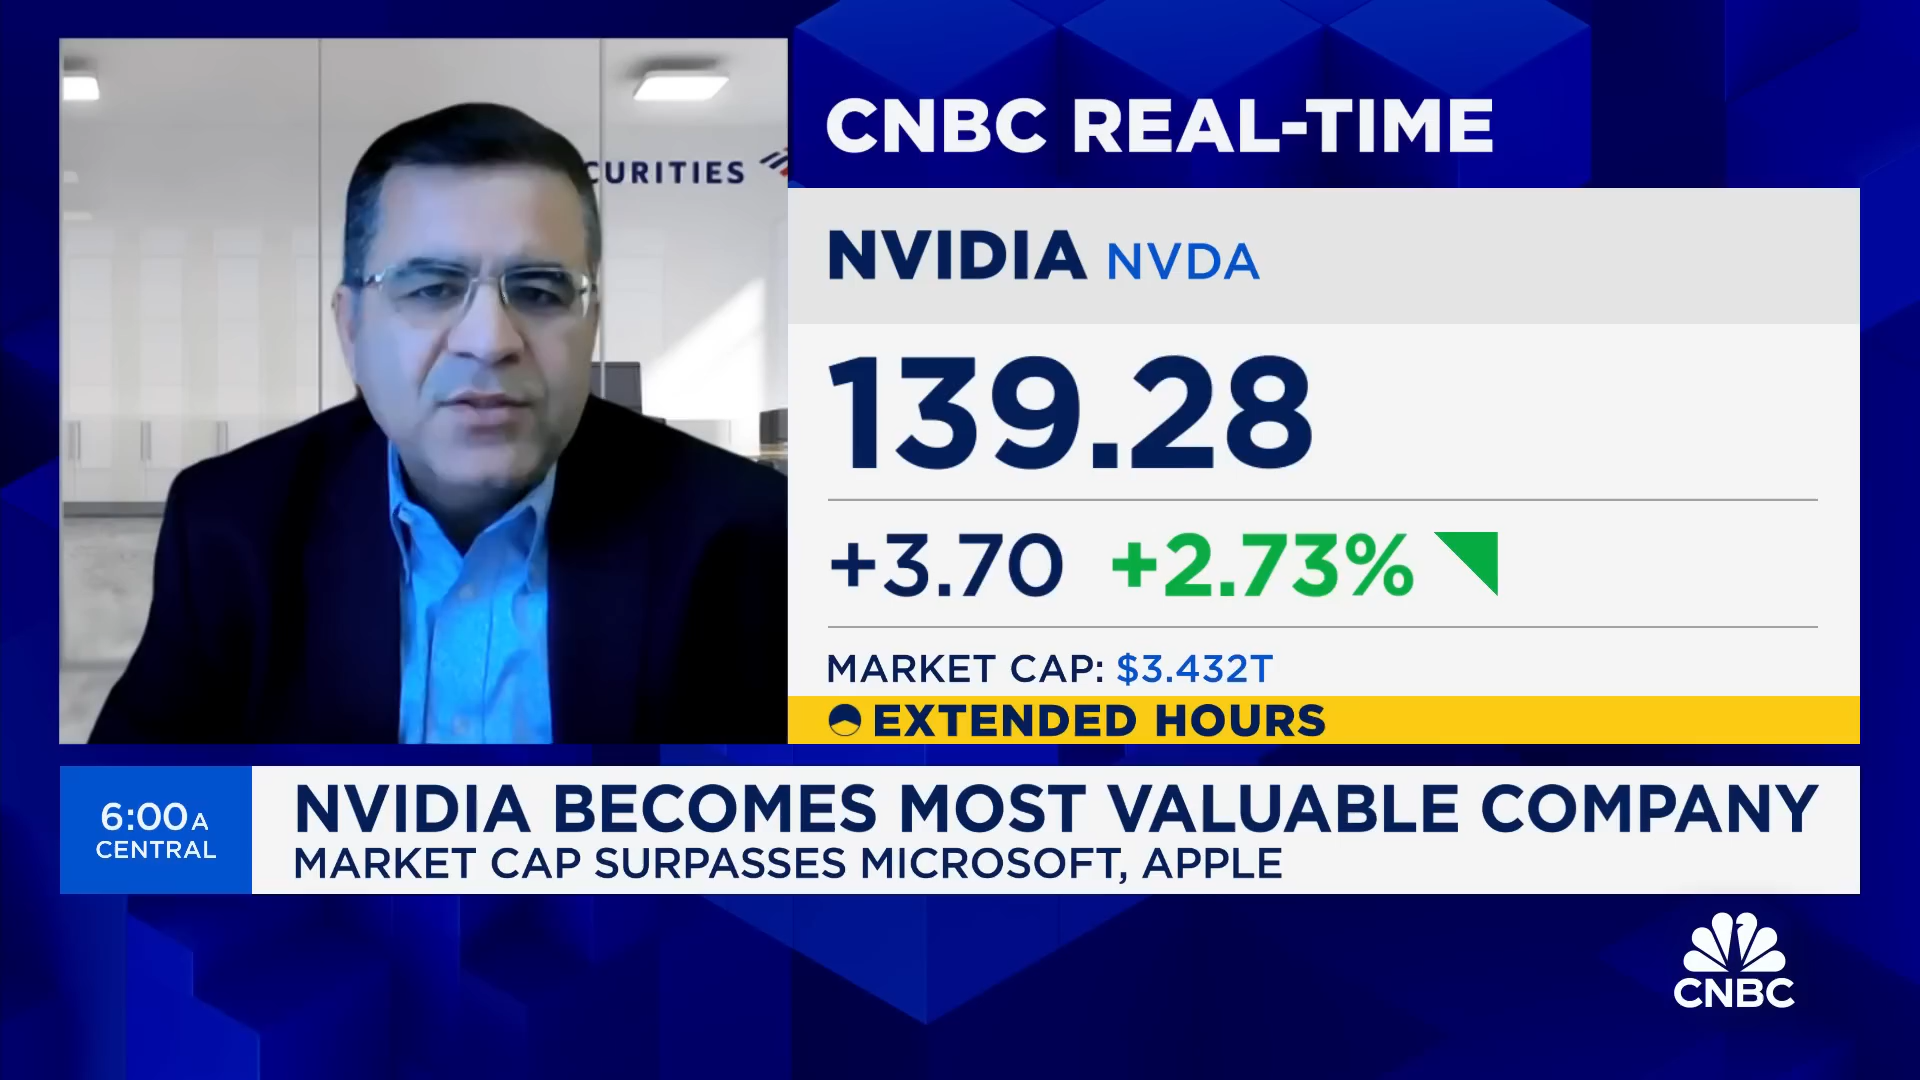 CURITIES
CNBC REAL-TIME
NVIDIA NVDA
139.28
+3.70 +2.73%
MARKET CAP: $3.432T
EXTENDED HOURS
6:00 A
CENTRAL
NVIDIA BECOMES MOST VALUABLE COMPANY
MARKET CAP SURPASSES MICROSOFT, APPLE
CNBC